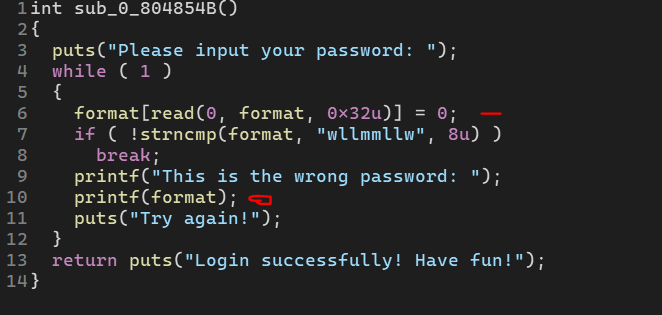 1 int sub_0_804854B()
2 {
3   puts("Please input your password: ");
4   while ( 1 )
5   {
6     format[read(0, format, 0x32u)] = 0;
7     if ( !strncmp(format, "wllmmllw", 8u) )
8       break;
9     printf("This is the wrong password: ");
10     printf(format);
11     puts("Try again!");
12   }
13   return puts("Login successfully! Have fun!");
14 }